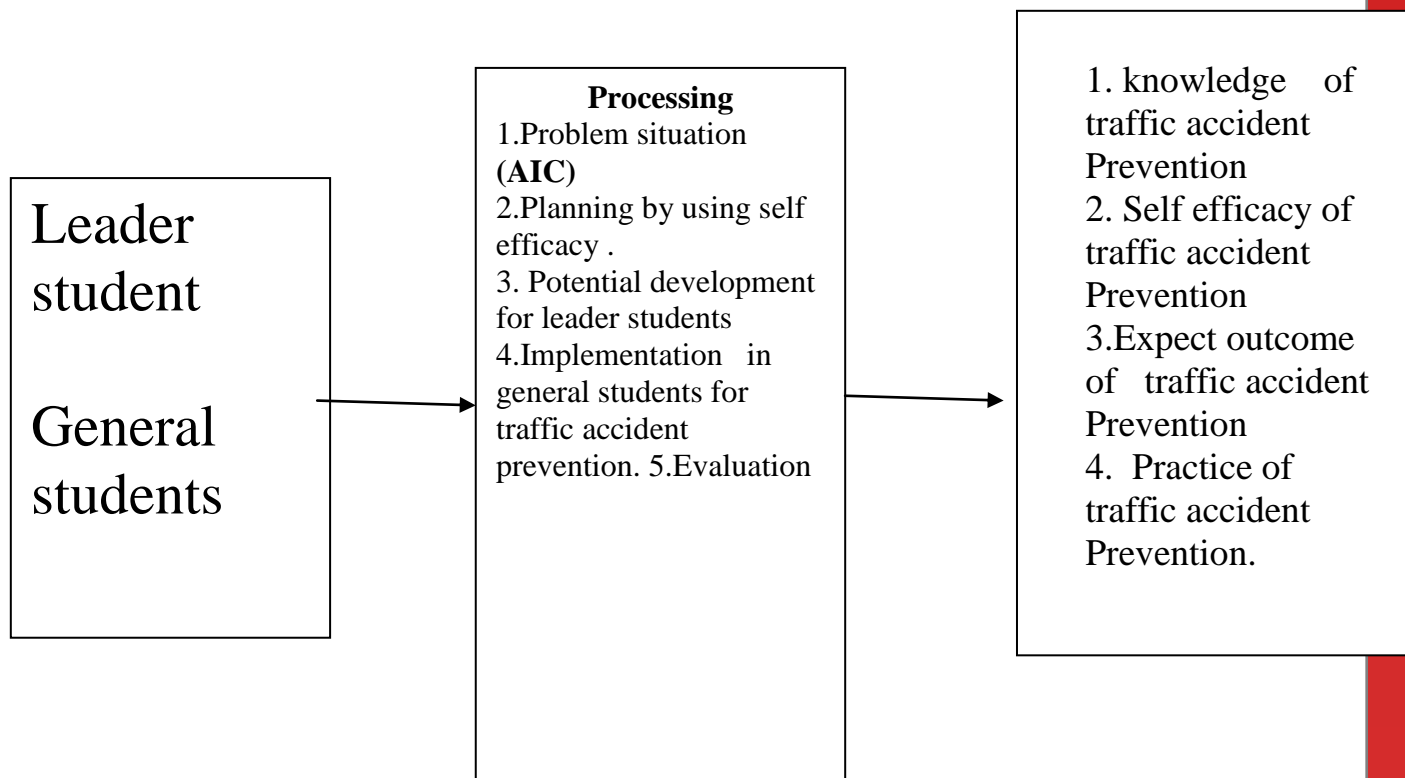 Leader
student
General
students
Processing
1.Problem situation
(AIC)
2.Planning by using self
efficacy .
3. Potential development
for leader students
4.Implementation in
general students for
traffic accident
prevention. 5.Evaluation
1. knowledge of
traffic accident
Prevention
2. Self efficacy of
traffic accident
Prevention
3.Expect outcome
of traffic accident
Prevention
4. Practice of
traffic accident
Prevention.